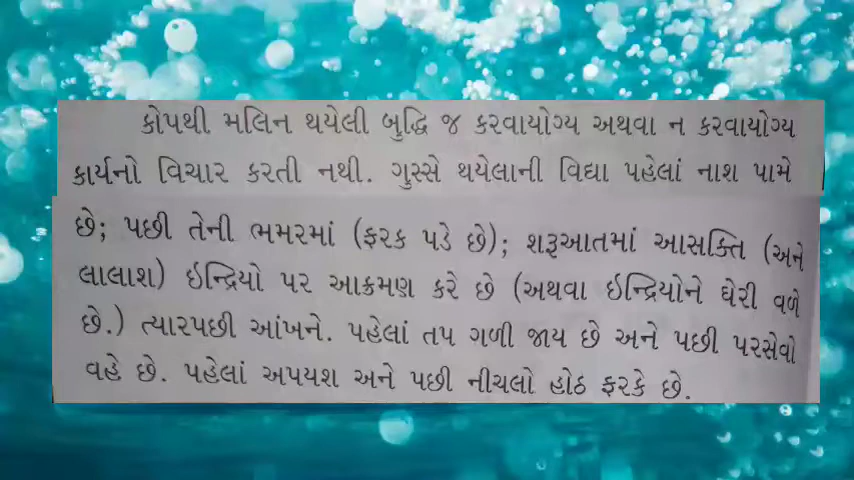 કોપથી મલિન થયેલી બુદ્ધિ જ કરવાયોગ્ય અથવા ન કરવાયોગ્ય
કાર્યનો વિચાર કરતી નથી. ગુસ્સે થયેલાની વિદ્યા પહેલાં નાશ પામે
છે; પછી તેની ભમરમાં (ફરક પડે છે); શરૂઆતમાં આસક્તિ (અને
લાલાશ) ઇન્દ્રિયો પર આક્રમણ કરે છે (અથવા ઇન્દ્રિયોને ઘેરી વળે
છે.) ત્યારપછી આંખને. પહેલાં તપ ગળી જાય છે અને પછી પરસેવો
વહે છે. પહેલાં અપયશ અને પછી નીચલો હોઠ ફરકે છે.